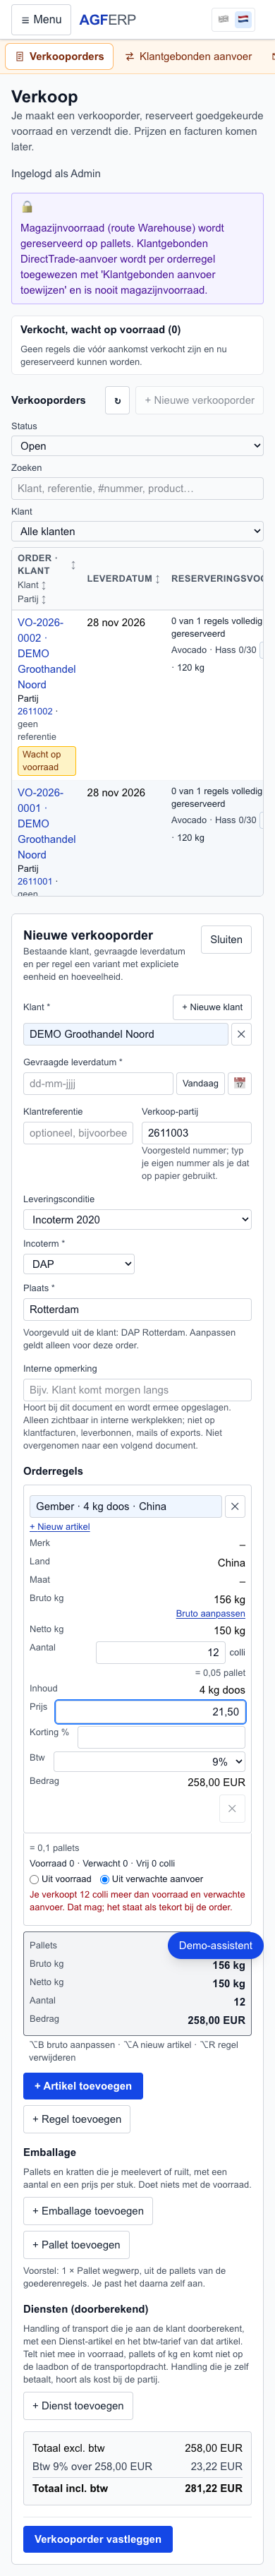 ≡ Menu AGFERP
Verkooporders Klantgebonden aanvoer
Verkoop
Je maakt een verkooporder, reserveert goedgekeurde
voorraad en verzendt die. Prijzen en facturen komen
later.
Ingelogd als Admin
Magazijnvoorraad (route Warehouse) wordt
gereserveerd op pallets. Klantgebonden
DirectTrade-aanvoer wordt per orderregel
toegewezen met 'Klantgebonden aanvoer
toewijzen' en is nooit magazijnvoorraad.
Verkocht, wacht op voorraad (0)
Geen regels die vóór aankomst verkocht zijn en nu
gereserveerd kunnen worden.
Verkooporders ↻ + Nieuwe verkooporder
Status
Open
Zoeken
Klant, referentie, #nummer, product…
Klant
Alle klanten
ORDER ·
KLANT ↕
Klant ↕
Partij ↕
LEVERDATUM ↕ RESERVERINGSVOO
VO-2026-
0002 ·
DEMO
Groothandel
Noord
Partij
2611002 ·
geen
referentie
Wacht op
voorraad
28 nov 2026
0 van 1 regels volledig
gereserveerd
Avocado · Hass 0/30
· 120 kg
VO-2026-
0001 ·
DEMO
Groothandel
Noord
Partij
2611001 ·
geen
28 nov 2026
0 van 1 regels volledig
gereserveerd
Avocado · Hass 0/30
· 120 kg
Nieuwe verkooporder
Bestaande klant, gevraagde leverdatum
en per regel een variant met expliciete
eenheid en hoeveelheid.
Sluiten
Klant * + Nieuwe klant
DEMO Groothandel Noord ×
Gevraagde leverdatum *
dd-mm-jjjj Vandaag
Klantreferentie Verkoop-partij
optioneel, bijvoorbee 2611003
Voorgesteld nummer; typ
je eigen nummer als je dat
op papier gebruikt.
Leveringsconditie
Incoterm 2020
Incoterm *
DAP
Plaats *
Rotterdam
Voorgevuld uit de klant: DAP Rotterdam. Aanpassen
geldt alleen voor deze order.
Interne opmerking
Bijv. Klant komt morgen langs
Hoort bij dit document en wordt ermee opgeslagen.
Alleen zichtbaar in interne werkplekken; niet op
klantfacturen, leverbonnen, mails of exports. Niet
overgenomen naar een volgend document.
Orderregels
Gember · 4 kg doos · China ×
+ Nieuw artikel
Merk –
Land China
Maat –
Bruto kg 156 kg
Bruto aanpassen
Netto kg 150 kg
Aantal 12 colli
= 0,05 pallet
Inhoud 4 kg doos
Prijs 21,50
Korting %
Btw 9%
Bedrag 258,00 EUR
×
= 0,1 pallets
Voorraad 0 · Verwacht 0 · Vrij 0 colli
Uit voorraad Uit verwachte aanvoer
Je verkoopt 12 colli meer dan voorraad en verwachte
aanvoer. Dat mag; het staat als tekort bij de order.
Pallets
Demo-assistent
Bruto kg 156 kg
Netto kg 150 kg
Aantal 12
Bedrag 258,00 EUR
⌥B bruto aanpassen · ⌥A nieuw artikel · ⌥R regel
verwijderen
+ Artikel toevoegen
+ Regel toevoegen
Emballage
Pallets en kratten die je meelevert of ruilt, met een
aantal en een prijs per stuk. Doet niets met de voorraad.
+ Emballage toevoegen
+ Pallet toevoegen
Voorstel: 1 × Pallet wegwerp, uit de pallets van de
goederenregels. Je past het daarna zelf aan.
Diensten (doorberekend)
Handling of transport die je aan de klant doorberekent,
met een Dienst-artikel en het btw-tarief van dat artikel.
Telt niet mee in voorraad, pallets of kg en komt niet op
de laadbon of de transportopdracht. Handling die je zelf
betaalt, hoort als kost bij de partij.
+ Dienst toevoegen
Totaal excl. btw 258,00 EUR
Btw 9% over 258,00 EUR 23,22 EUR
Totaal incl. btw 281,22 EUR
Verkooporder vastleggen